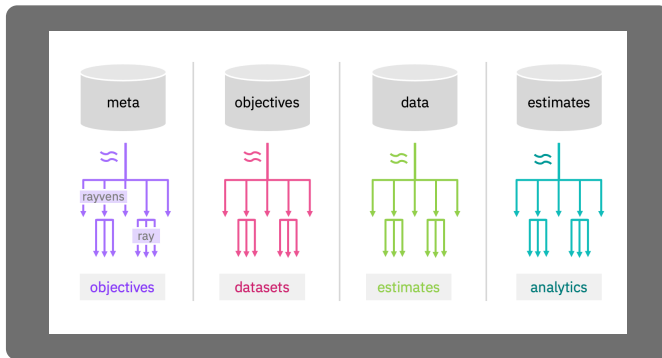 meta
objectives
data
estimates
rayvens
ray
objectives
datasets
estimates
analytics